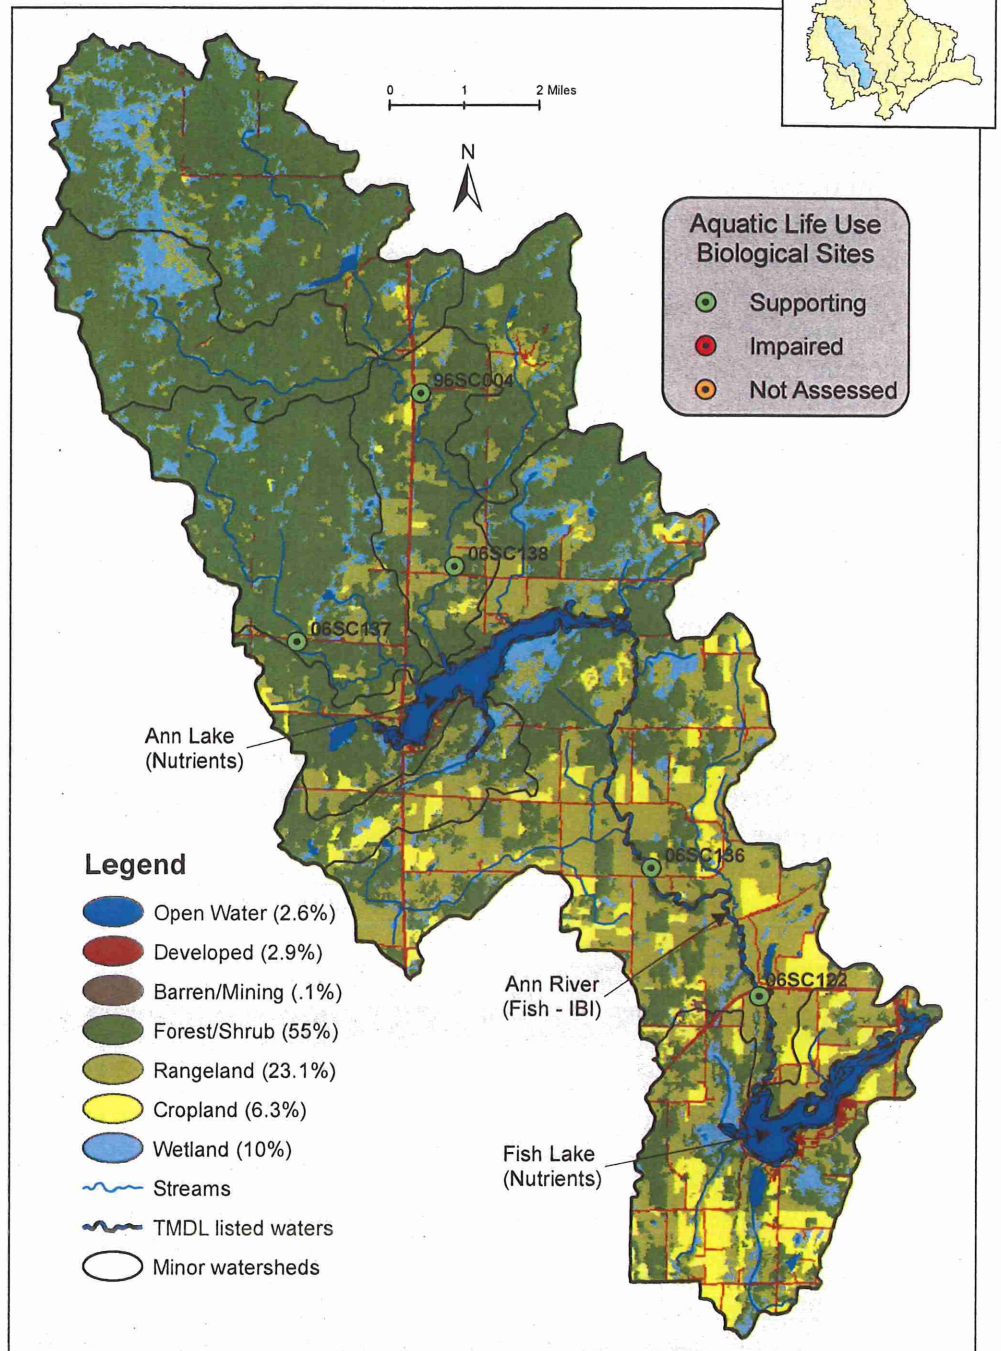 0 1 2 Miles
N
Aquatic Life Use
Biological Sites
Supporting
Impaired
Not Assessed
96SC004
06SC138
06SC137
Ann Lake
(Nutrients)
06SC136
Ann River
(Fish - IBI)
06SC122
Fish Lake
(Nutrients)
Legend
Open Water (2.6%)
Developed (2.9%)
Barren/Mining (.1%)
Forest/Shrub (55%)
Rangeland (23.1%)
Cropland (6.3%)
Wetland (10%)
Streams
TMDL listed waters
Minor watersheds